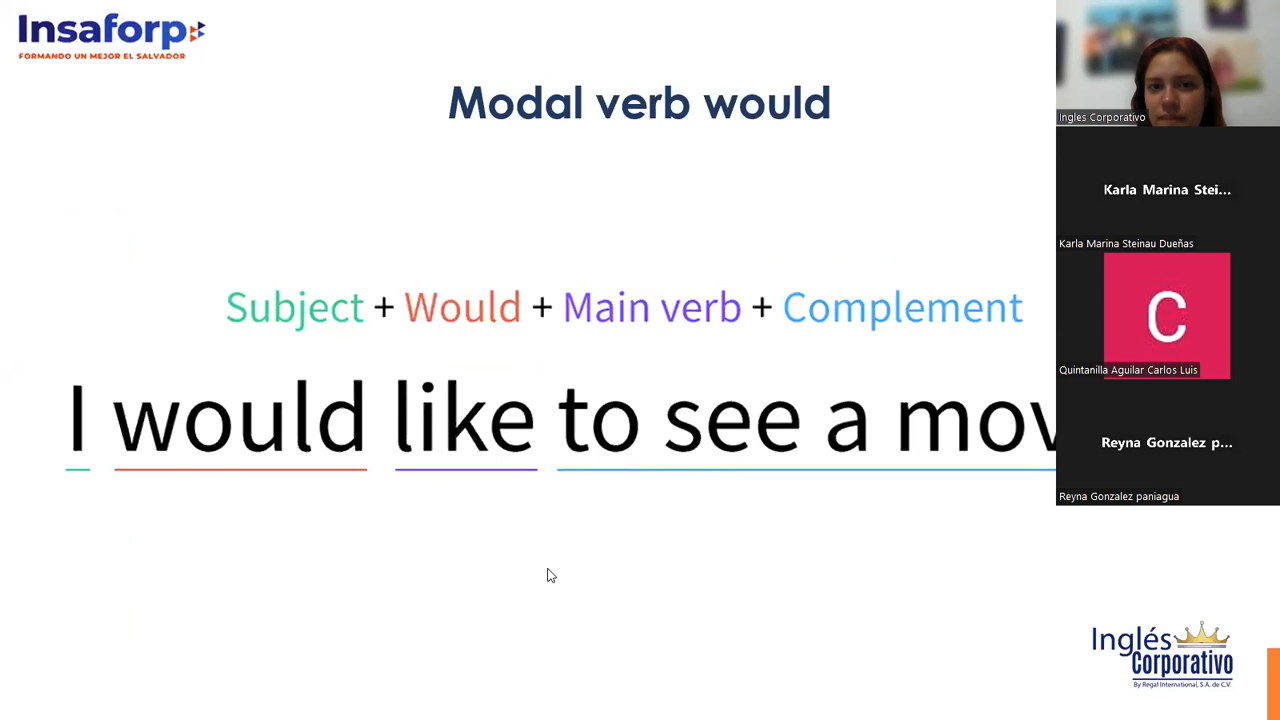 Insaforp
FORMANDO UN MEJOR EL SALVADOR
Modal verb would
Subject + Would + Main verb + Complement
I would like to see a mov
Ingles Corporativo
Karla Marina Stei...
Karla Marina Steinau Dueñas
C
Quintanilla Aguilar Carlos Luis
Reyna Gonzalez p...
Reyna Gonzalez paniagua
Inglés
Corporativo
By Regal International, S.A. de C.V.